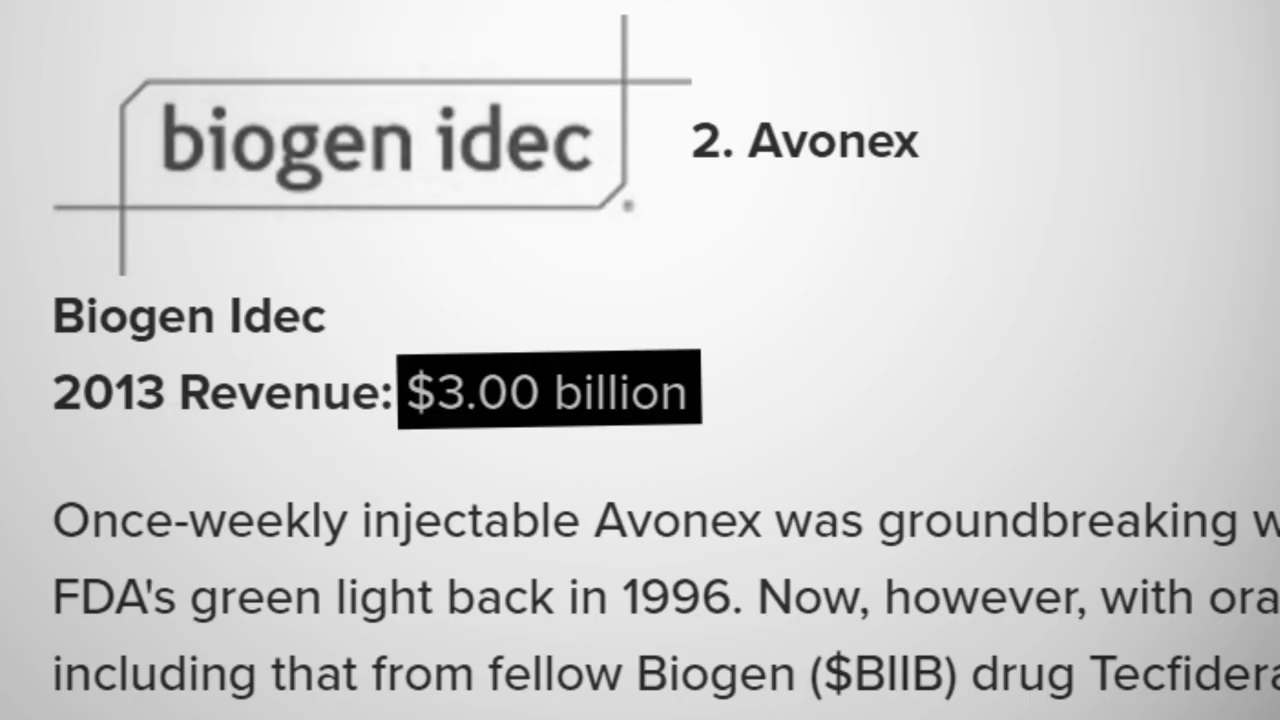 biogen idec
2. Avonex
Biogen Idec
2013 Revenue: $3.00 billion
Once-weekly injectable Avonex was groundbreaking
FDA's green light back in 1996. Now, however, with
including that from fellow Biogen ($BIIB) drug Tecfidera